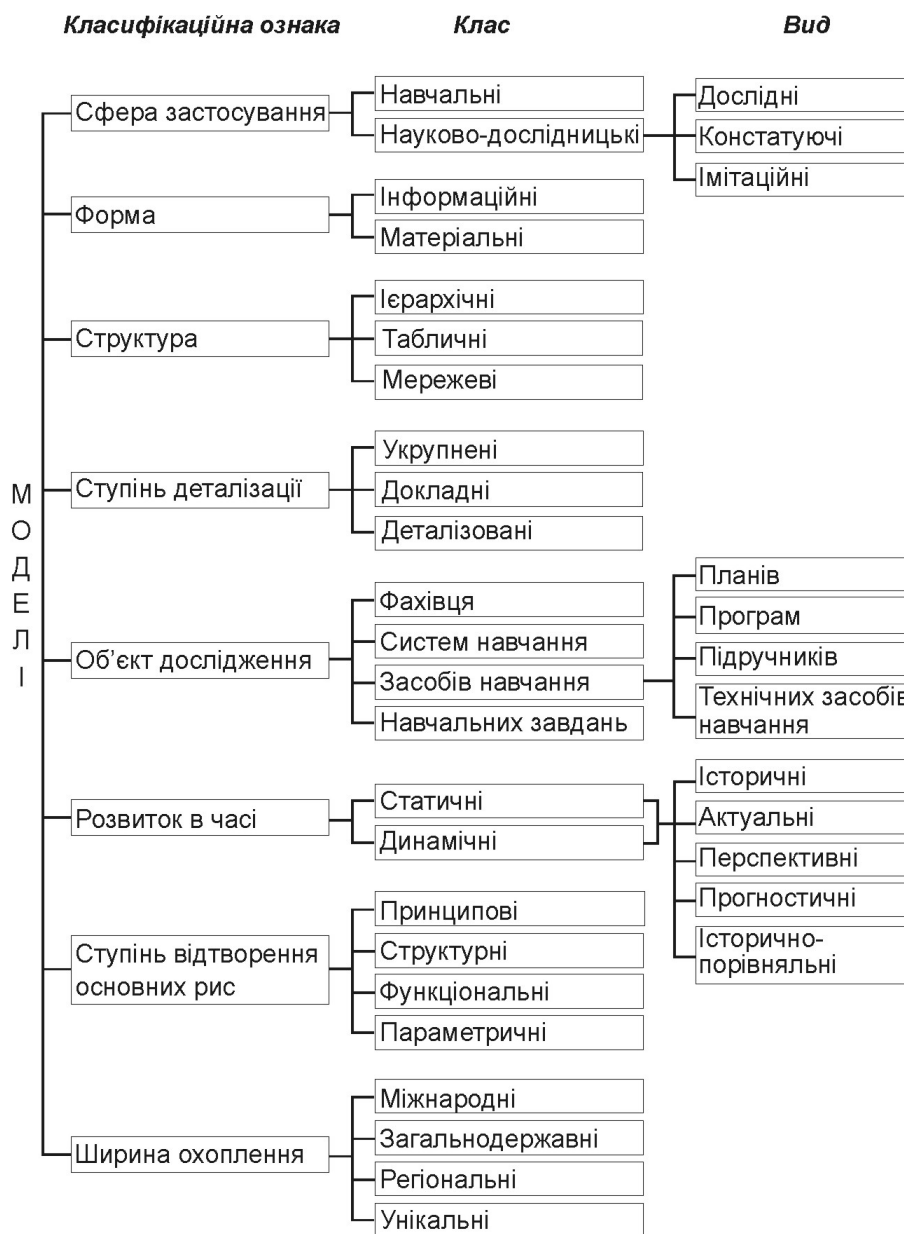 Класифікаційна ознака
Клас
Вид
МОДЕЛІ
Сфера застосування
Навчальні
Науково-дослідницькі
Дослідні
Констатуючі
Імітаційні
Форма
Інформаційні
Матеріальні
Структура
Ієрархічні
Табличні
Мережеві
Ступінь деталізації
Укрупнені
Докладні
Деталізовані
Об’єкт дослідження
Фахівця
Систем навчання
Засобів навчання
Навчальних завдань
Планів
Програм
Підручників
Технічних засобів
навчання
Розвиток в часі
Статичні
Динамічні
Історичні
Актуальні
Перспективні
Прогностичні
Історично-
порівняльні
Ступінь відтворення
основних рис
Принципові
Структурні
Функціональні
Параметричні
Ширина охоплення
Міжнародні
Загальнодержавні
Регіональні
Унікальні